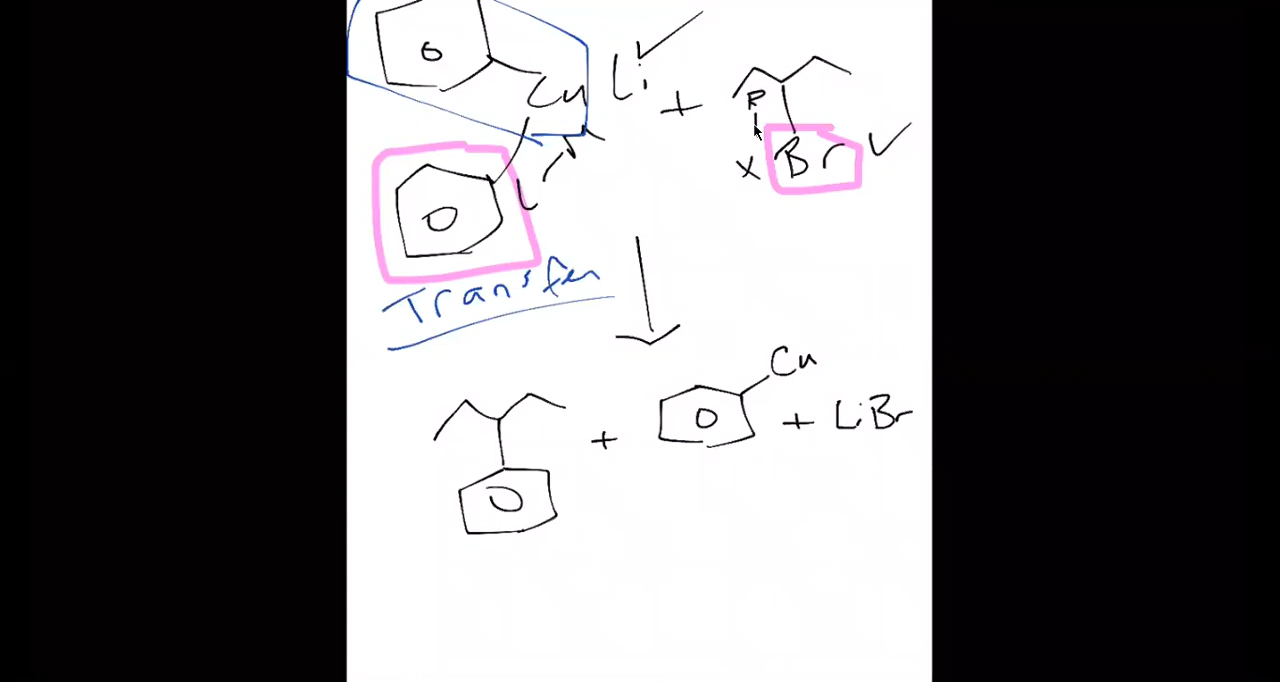 Cu Li +
R
X Br
Transfer
Cu
+ + LiBr